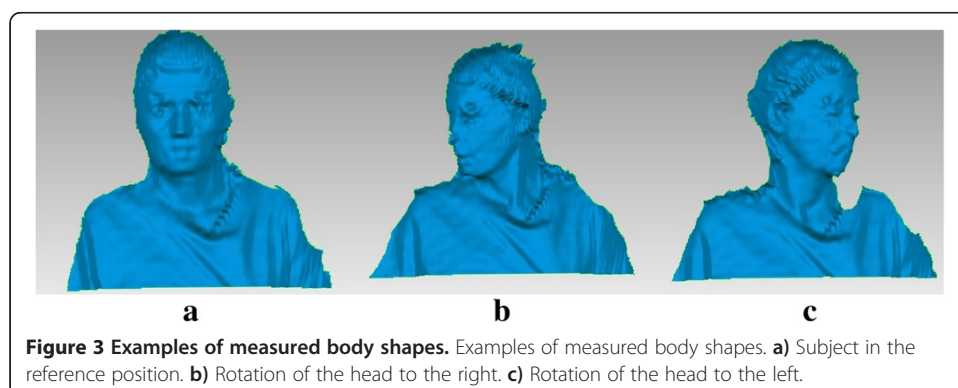 a
b
c
Figure 3 Examples of measured body shapes. Examples of measured body shapes. a) Subject in the
reference position. b) Rotation of the head to the right. c) Rotation of the head to the left.